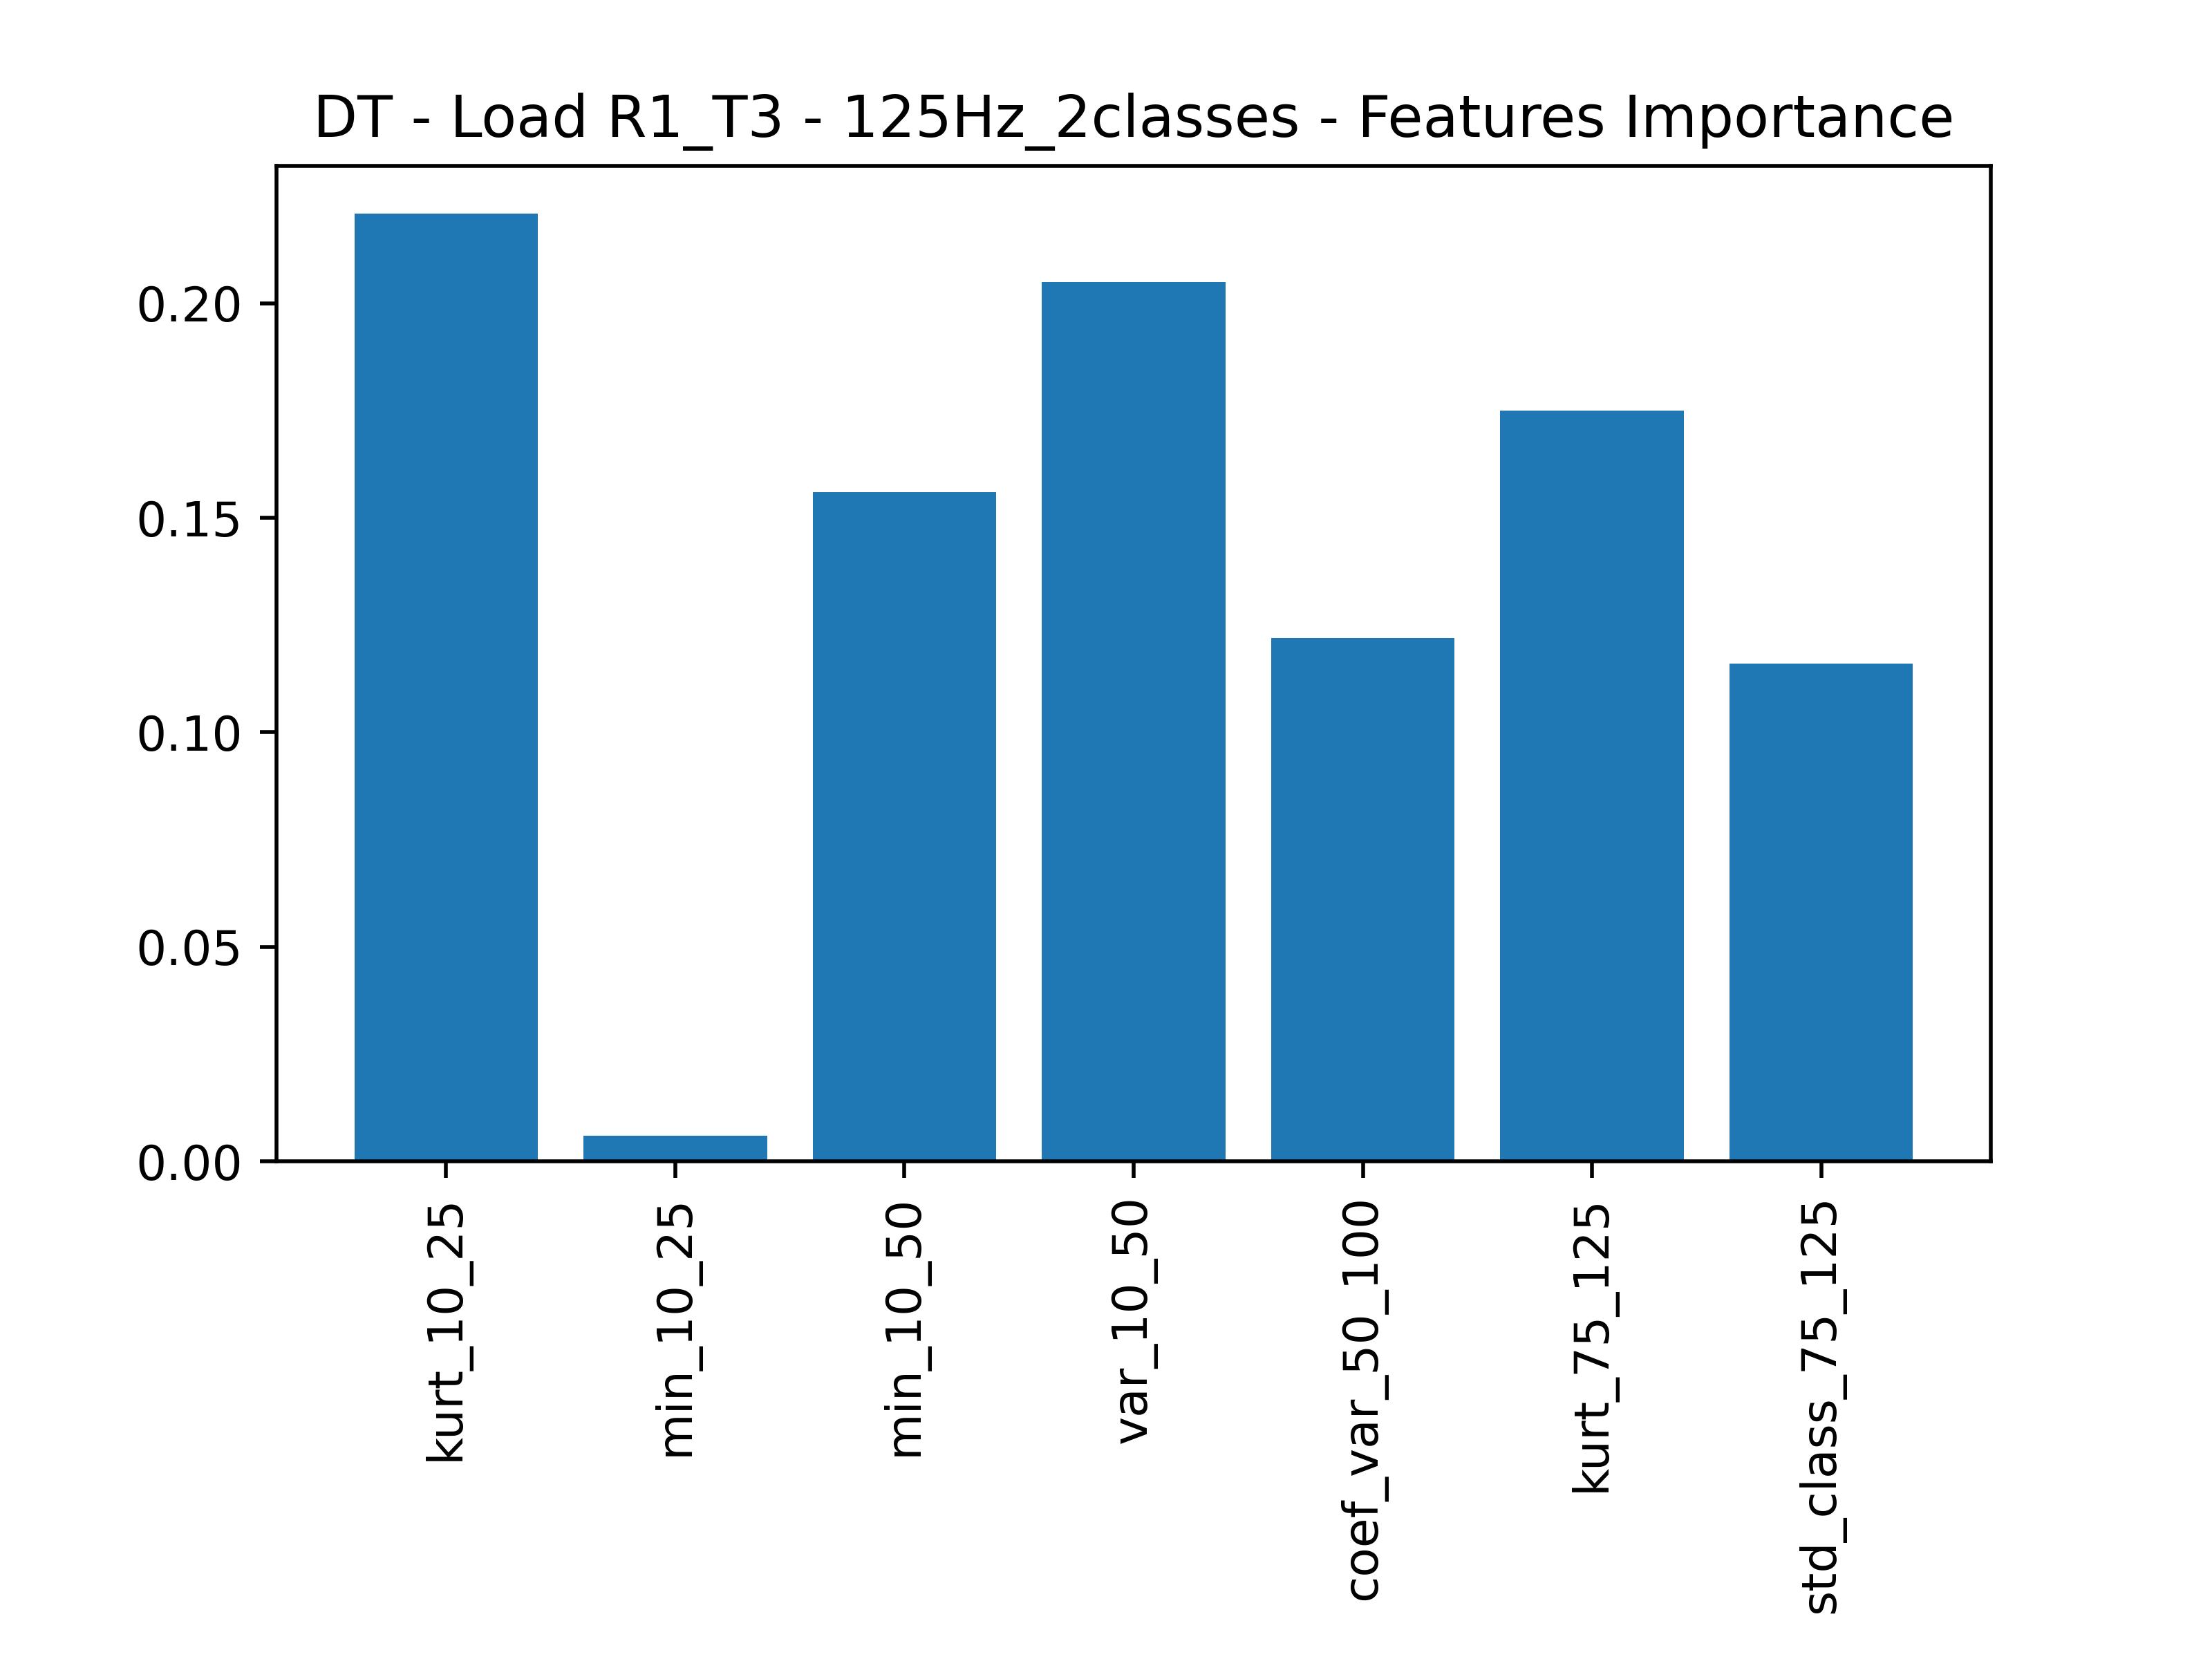 DT - Load R1_T3 - 125Hz_2classes - Features Importance
0.20
0.15
0.10
0.05
0.00
kurt_10_25
min_10_25
min_10_50
var_10_50
coef_var_50_100
kurt_75_125
std_class_75_125